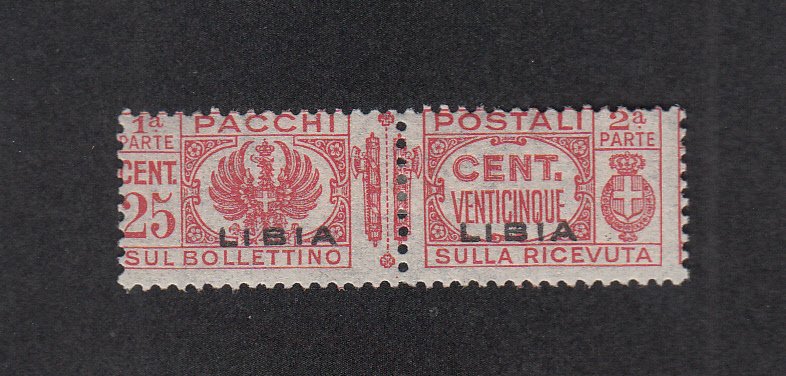 1ª PARTE
PACCHI
CENT. 25
LIBIA
SUL BOLLETTINO
POSTALI
2ª PARTE
CENT.
VENTICINQUE
LIBIA
SULLA RICEVUTA